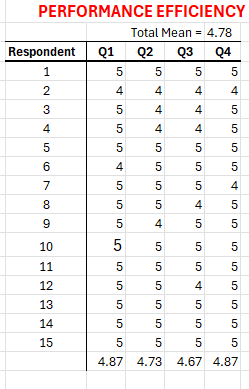 PERFORMANCE EFFICIENCY
Total Mean = 4.78
Respondent Q1 Q2 Q3 Q4
1 5 5 5 5
2 4 4 4 4
3 5 4 4 5
4 5 4 4 5
5 5 5 5 5
6 4 5 5 5
7 5 5 5 4
8 5 5 4 5
9 5 4 5 5
10 5 5 5 5
11 5 5 5 5
12 5 5 4 5
13 5 5 5 5
14 5 5 5 5
15 5 5 5 5
4.87 4.73 4.67 4.87